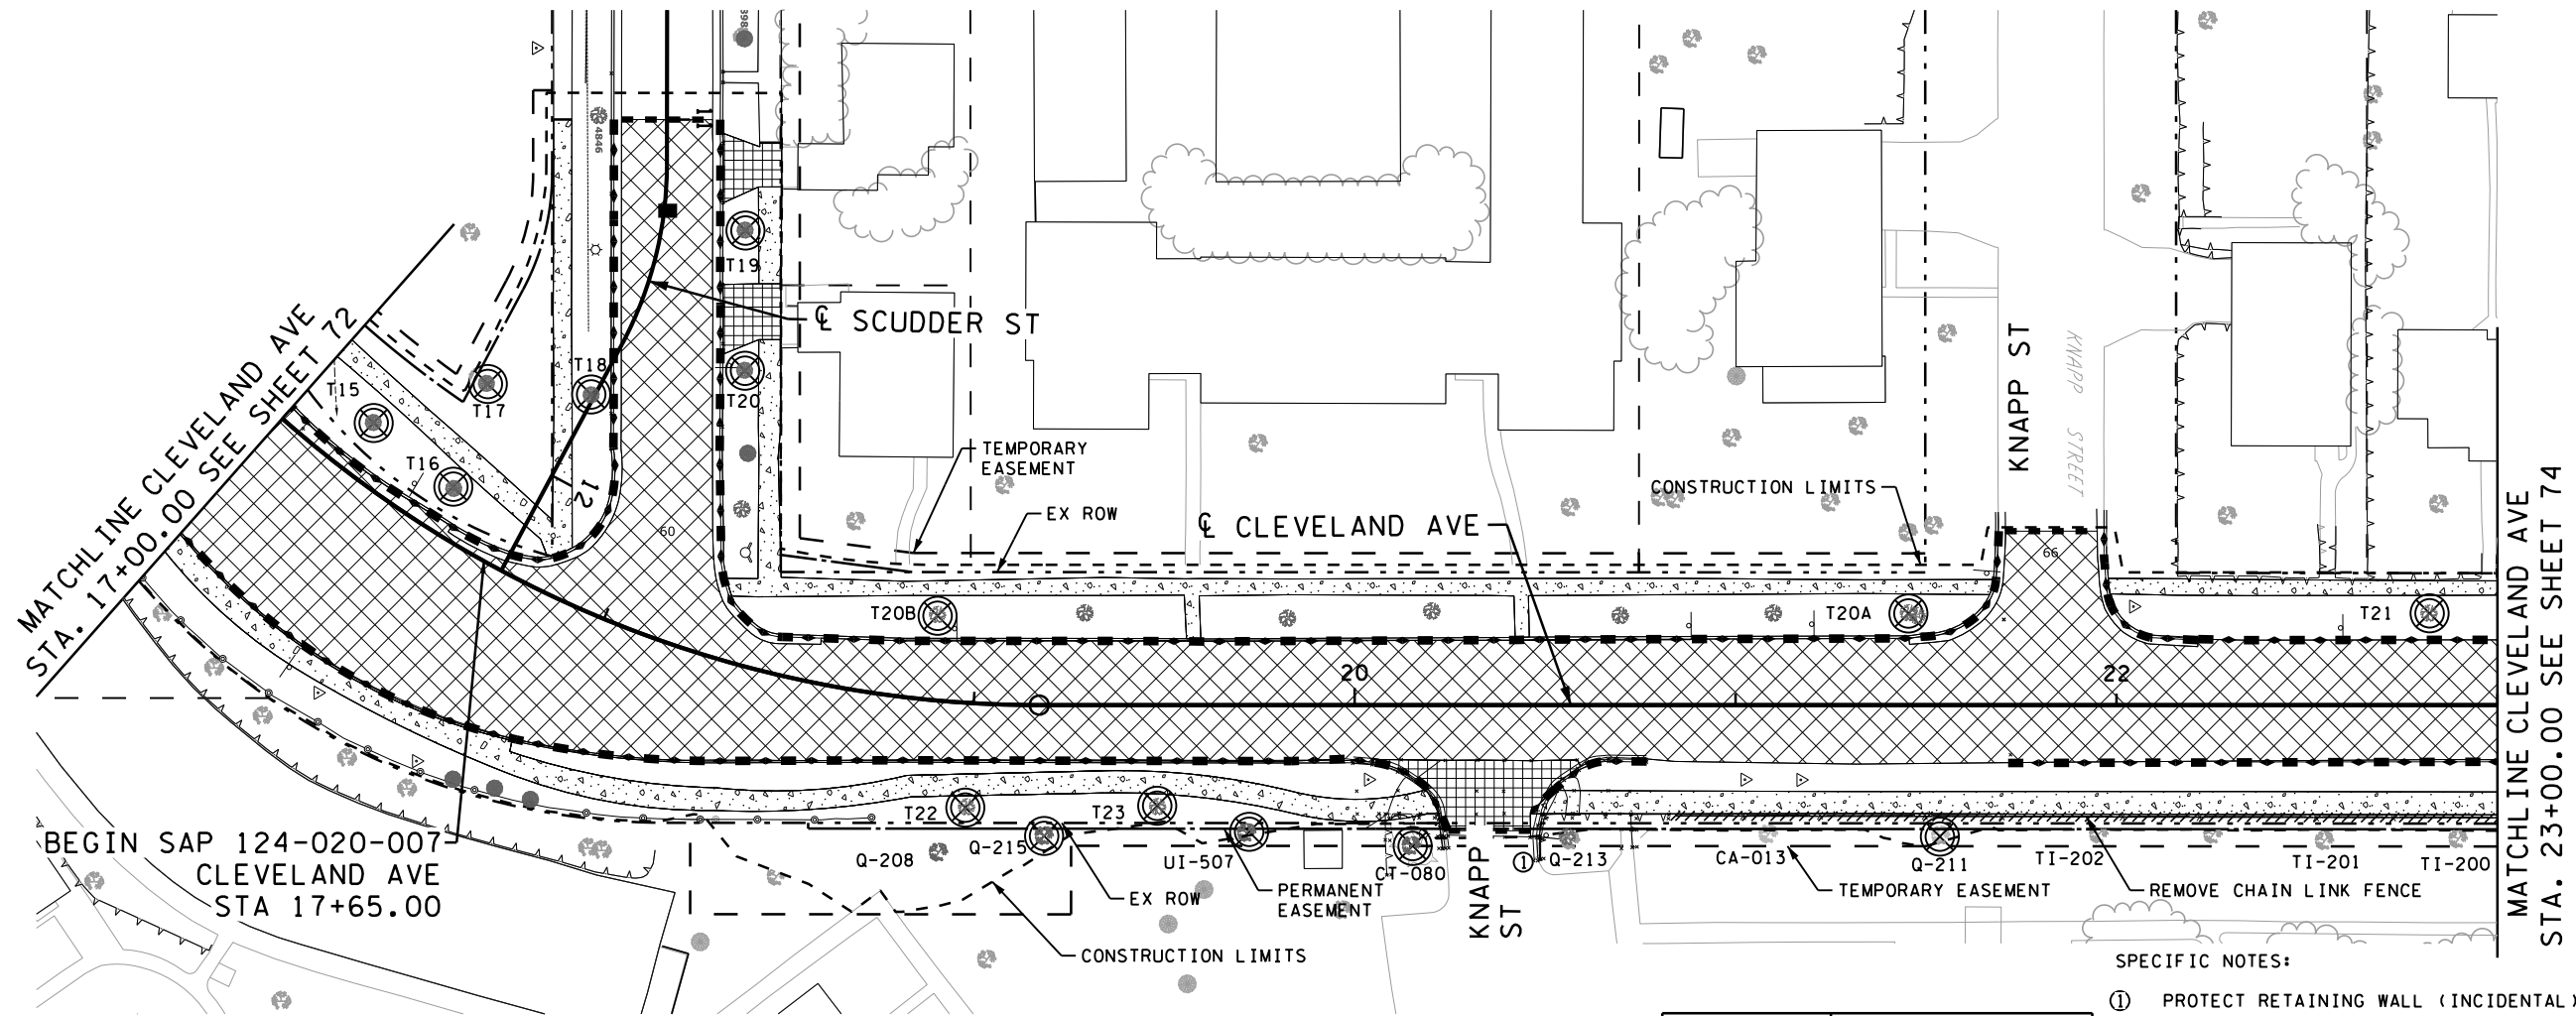 MATCHLINE CLEVELAND AVE
STA. 17+00.00 SEE SHEET 72
T15
T16
T17
T18
T19
T20
4846
11
12
60
℄ SCUDDER ST
TEMPORARY
EASEMENT
EX ROW
℄ CLEVELAND AVE
CONSTRUCTION LIMITS
KNAPP ST
KNAPP STREET
66
T20B
T20A
T21
20
22
MATCHLINE CLEVELAND AVE
STA. 23+00.00 SEE SHEET 74
BEGIN SAP 124-020-007
CLEVELAND AVE
STA 17+65.00
T22
T23
Q-208
Q-215
UI-507
CT-080
① Q-213
CA-013
Q-211
TI-202
TI-201
TI-200
EX ROW
PERMANENT
EASEMENT
KNAPP
ST
TEMPORARY EASEMENT
REMOVE CHAIN LINK FENCE
CONSTRUCTION LIMITS
SPECIFIC NOTES:
① PROTECT RETAINING WALL (INCIDENTAL)